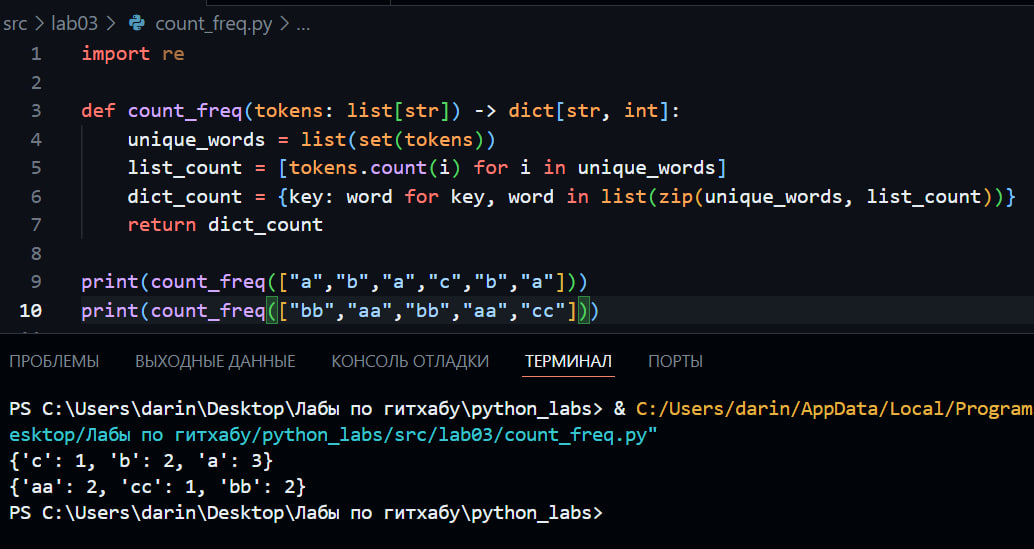 src > lab03 > count_freq.py > ...
1 import re
2
3 def count_freq(tokens: list[str]) -> dict[str, int]:
4     unique_words = list(set(tokens))
5     list_count = [tokens.count(i) for i in unique_words]
6     dict_count = {key: word for key, word in list(zip(unique_words, list_count))}
7     return dict_count
8
9 print(count_freq(["a","b","a","c","b","a"]))
10 print(count_freq(["bb","aa","bb","aa","cc"]))
ПРОБЛЕМЫ ВЫХОДНЫЕ ДАННЫЕ КОНСОЛЬ ОТЛАДКИ ТЕРМИНАЛ ПОРТЫ
PS C:\Users\darin\Desktop\Лабы по гитхабу\python_labs> & C:/Users/darin/AppData/Local/Program
esktop/Лабы по гитхабу/python_labs/src/lab03/count_freq.py"
{'c': 1, 'b': 2, 'a': 3}
{'aa': 2, 'cc': 1, 'bb': 2}
PS C:\Users\darin\Desktop\Лабы по гитхабу\python_labs>